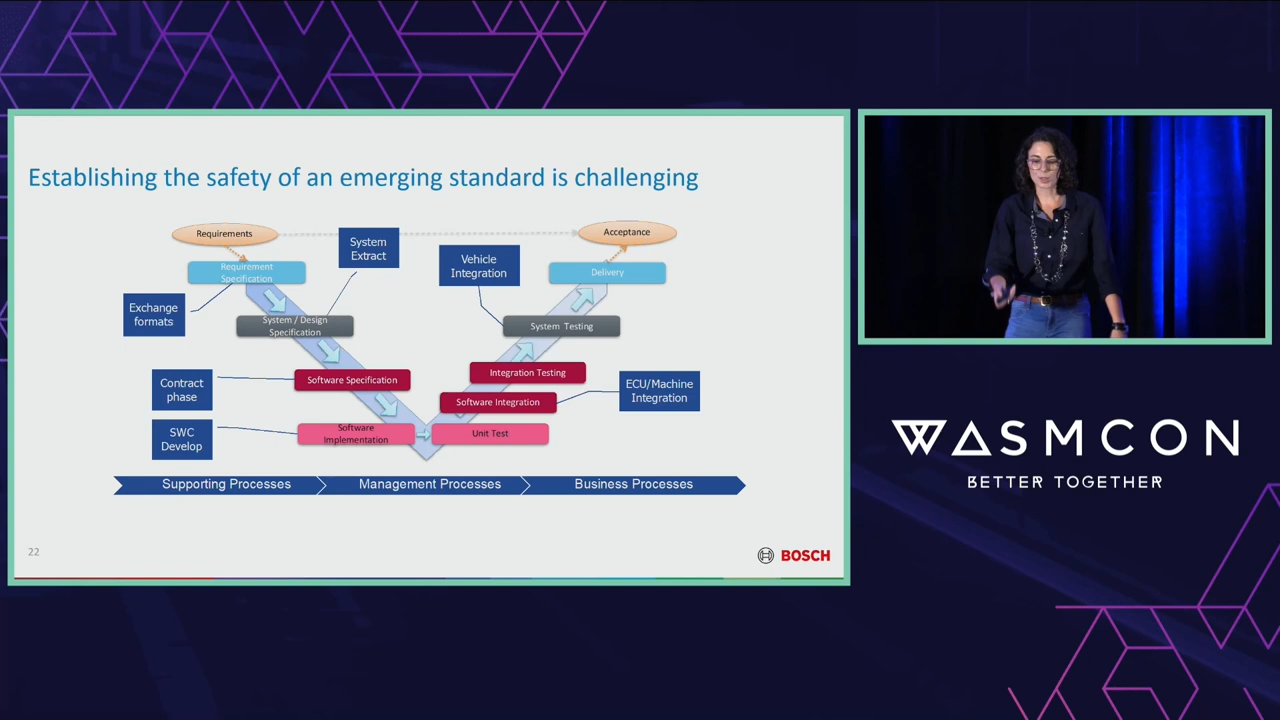 Establishing the safety of an emerging standard is challenging
Requirements
Acceptance
System
Extract
Vehicle
Integration
Requirement
Specification
Delivery
Exchange
formats
System / Design
Specification
System Testing
Contract
phase
Software Specification
Integration Testing
Software Integration
ECU/Machine
Integration
SWC
Develop
Software
Implementation
Unit Test
Supporting Processes
Management Processes
Business Processes
22
BOSCH
WASMCON
BETTER TOGETHER